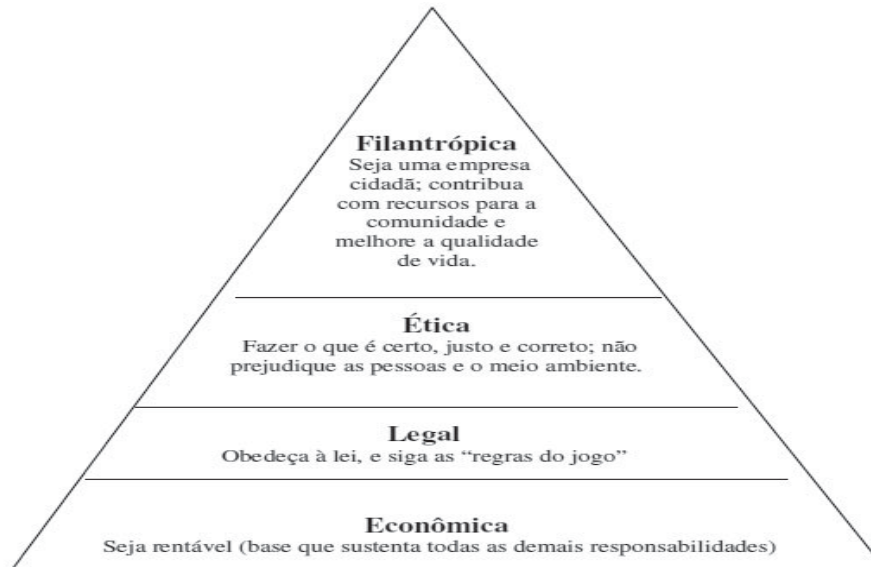 Filantrópica
Seja uma empresa
cidadã; contribua
com recursos para a
comunidade e
melhore a qualidade
de vida.
Ética
Fazer o que é certo, justo e correto; não
prejudique as pessoas e o meio ambiente.
Legal
Obedeça à lei, e siga as “regras do jogo”
Econômica
Seja rentável (base que sustenta todas as demais responsabilidades)